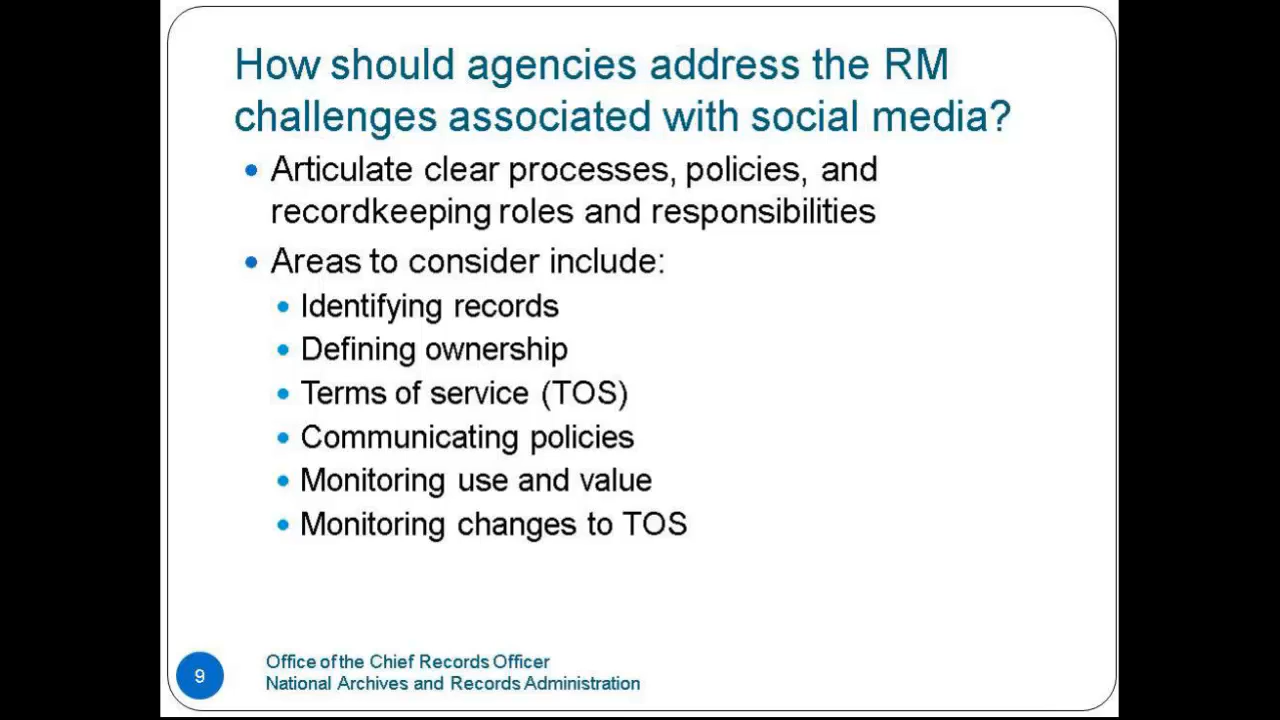 How should agencies address the RM
challenges associated with social media?
• Articulate clear processes, policies, and
recordkeeping roles and responsibilities
• Areas to consider include:
• Identifying records
• Defining ownership
• Terms of service (TOS)
• Communicating policies
• Monitoring use and value
• Monitoring changes to TOS
9
Office of the Chief Records Officer
National Archives and Records Administration